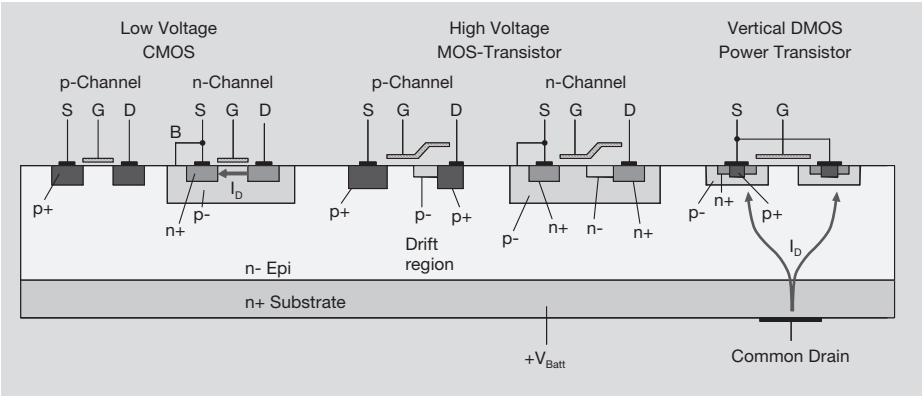 Low Voltage
CMOS
High Voltage
MOS-Transistor
Vertical DMOS
Power Transistor
p-Channel
n-Channel
p-Channel
n-Channel
S G D
S G D
S G D
S G D
S G
B
I_D
p+
n+
p-
p+
p-
p+
p-
n+
n-
n+
p-
n+
p+
Drift
region
I_D
n- Epi
n+ Substrate
+V_Batt
Common Drain